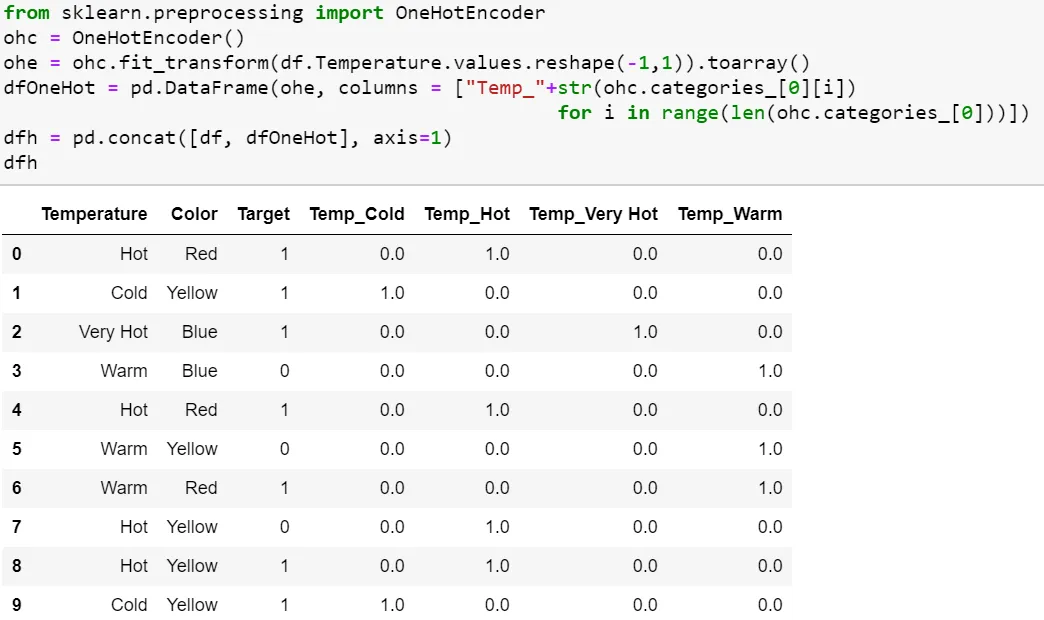 from sklearn.preprocessing import OneHotEncoder
ohc = OneHotEncoder()
ohe = ohc.fit_transform(df.Temperature.values.reshape(-1,1)).toarray()
dfOneHot = pd.DataFrame(ohe, columns = ["Temp_"+str(ohc.categories_[0][i])
for i in range(len(ohc.categories_[0]))])
dfh = pd.concat([df, dfOneHot], axis=1)
dfh
Temperature Color Target Temp_Cold Temp_Hot Temp_Very Hot Temp_Warm
0 Hot Red 1 0.0 1.0 0.0 0.0
1 Cold Yellow 1 1.0 0.0 0.0 0.0
2 Very Hot Blue 1 0.0 0.0 1.0 0.0
3 Warm Blue 0 0.0 0.0 0.0 1.0
4 Hot Red 1 0.0 1.0 0.0 0.0
5 Warm Yellow 0 0.0 0.0 0.0 1.0
6 Warm Red 1 0.0 0.0 0.0 1.0
7 Hot Yellow 0 0.0 1.0 0.0 0.0
8 Hot Yellow 1 0.0 1.0 0.0 0.0
9 Cold Yellow 1 1.0 0.0 0.0 0.0